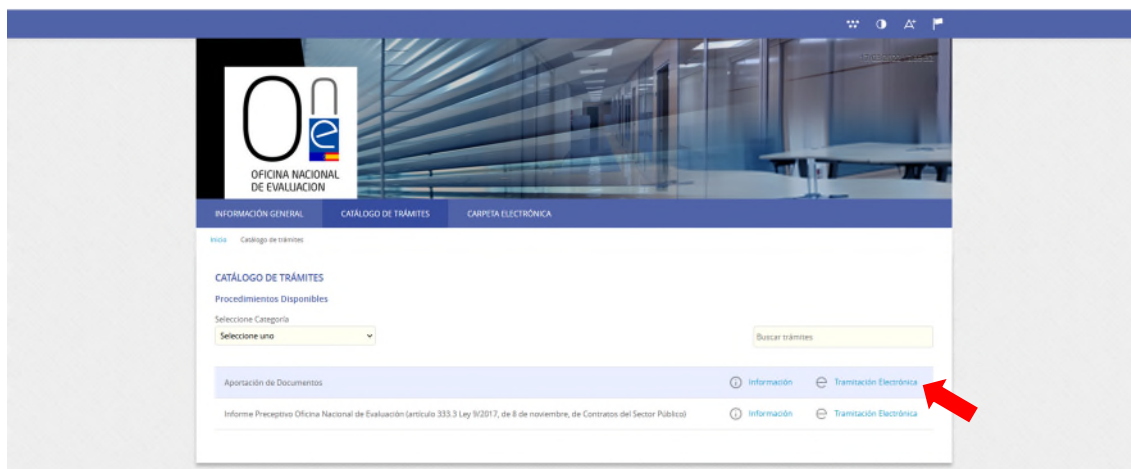 OFICINA NACIONAL
DE EVALUACION
INFORMACIÓN GENERAL CATÁLOGO DE TRÁMITES CARPETA ELECTRÓNICA
Inicio Catálogo de trámites
CATÁLOGO DE TRÁMITES
Procedimientos Disponibles
Seleccione Categoría
Seleccione uno
Buscar trámites
Aportación de Documentos Información Tramitación Electrónica
Informe Preceptivo Oficina Nacional de Evaluación (artículo 333.3 Ley 9/2017, de 8 de noviembre, de Contratos del Sector Público) Información Tramitación Electrónica